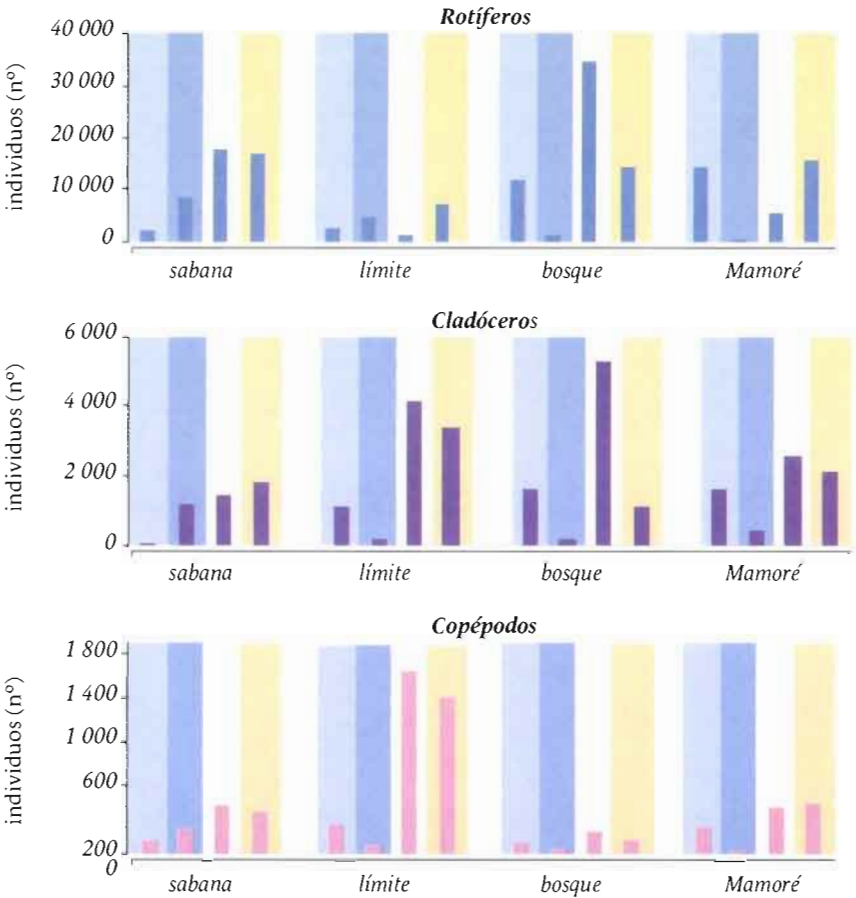 Rotíferos
individuos (nº)
40 000
30 000
20 000
10 000
0
sabana límite bosque Mamoré
Cladóceros
individuos (nº)
6 000
4 000
2 000
0
sabana límite bosque Mamoré
Copépodos
individuos (nº)
1 800
1 400
1 000
600
200
0
sabana límite bosque Mamoré